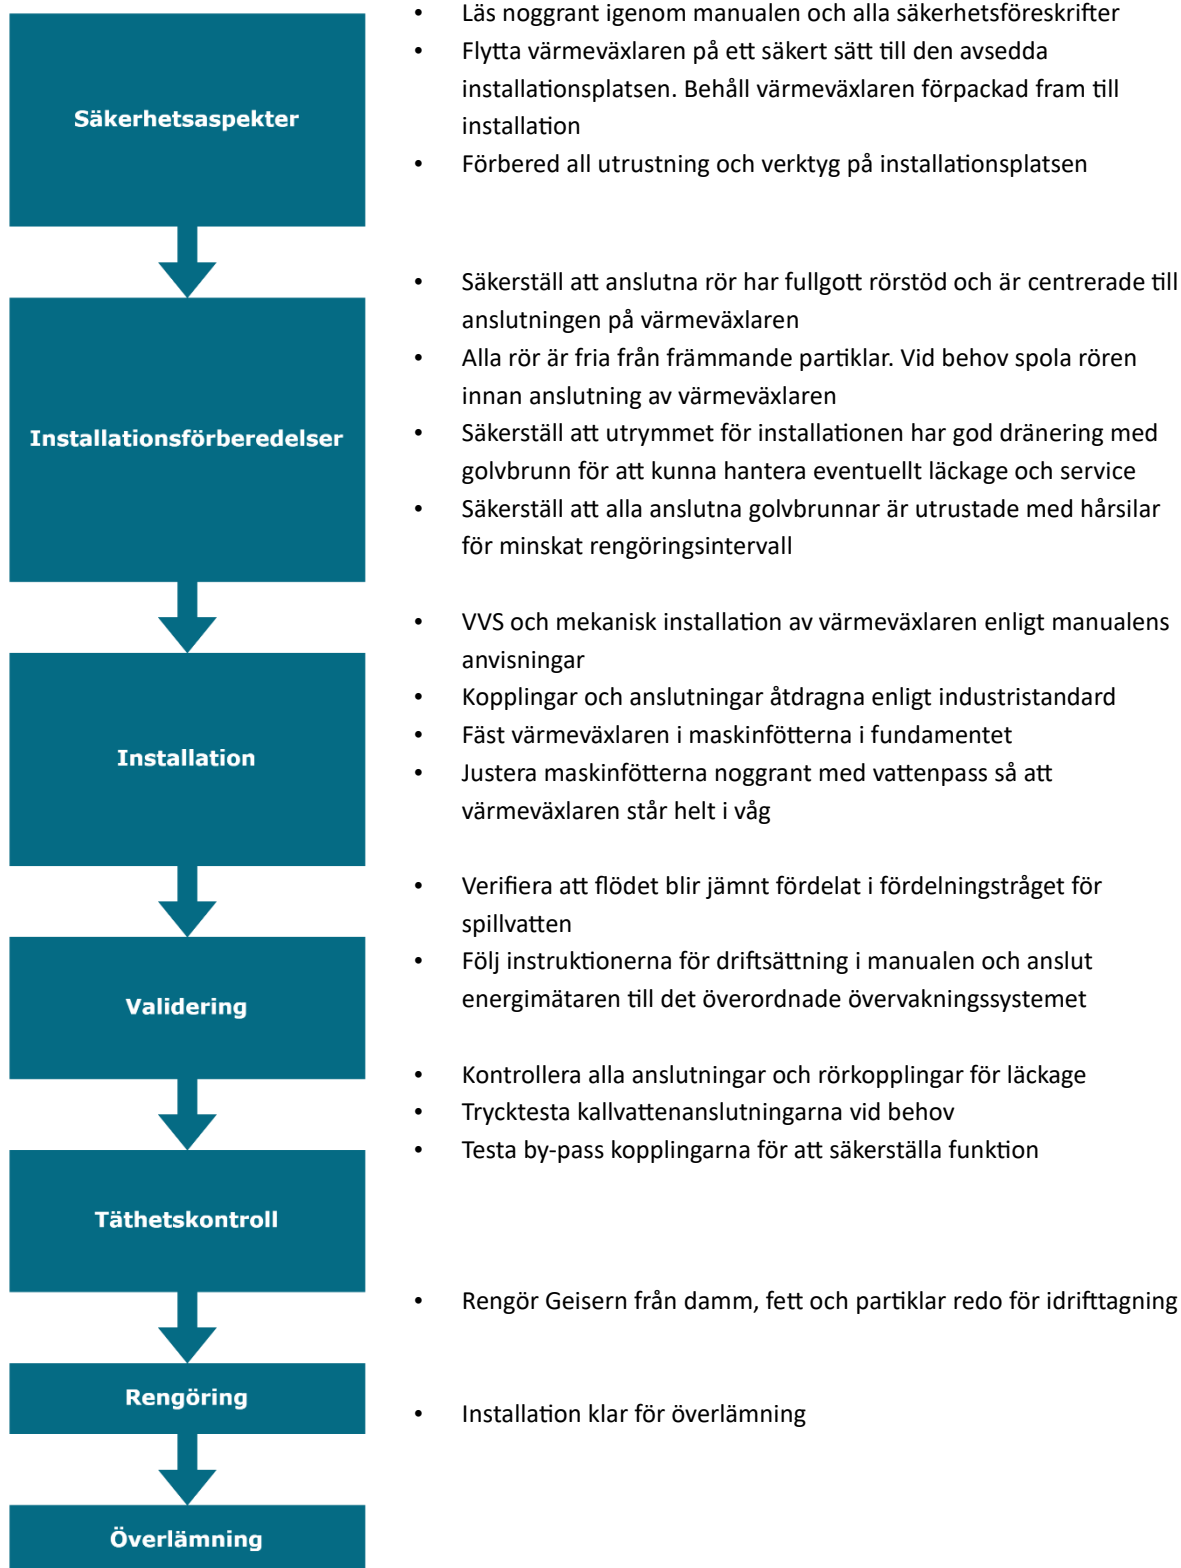 Säkerhetsaspekter
• Läs noggrant igenom manualen och alla säkerhetsföreskrifter
• Flytta värmeväxlaren på ett säkert sätt till den avsedda
installationsplatsen. Behåll värmeväxlaren förpackad fram till
installation
• Förbered all utrustning och verktyg på installationsplatsen
Installationsförberedelser
• Säkerställ att anslutna rör har fullgott rörstöd och är centrerade till
anslutningen på värmeväxlaren
• Alla rör är fria från främmande partiklar. Vid behov spola rören
innan anslutning av värmeväxlaren
• Säkerställ att utrymmet för installationen har god dränering med
golvbrunn för att kunna hantera eventuellt läckage och service
• Säkerställ att alla anslutna golvbrunnar är utrustade med hårsilar
för minskat rengöringsintervall
Installation
• VVS och mekanisk installation av värmeväxlaren enligt manualens
anvisningar
• Kopplingar och anslutningar åtdragna enligt industristandard
• Fäst värmeväxlaren i maskinfötterna i fundamentet
• Justera maskinfötterna noggrant med vattenpass så att
värmeväxlaren står helt i våg
Validering
• Verifiera att flödet blir jämnt fördelat i fördelningstråget för
spillvatten
• Följ instruktionerna för driftsättning i manualen och anslut
energimätaren till det överordnade övervakningssystemet
Täthetskontroll
• Kontrollera alla anslutningar och rörkopplingar för läckage
• Trycktesta kallvattenanslutningarna vid behov
• Testa by-pass kopplingarna för att säkerställa funktion
Rengöring
• Rengör Geisern från damm, fett och partiklar redo för idrifttagning
Överlämning
• Installation klar för överlämning